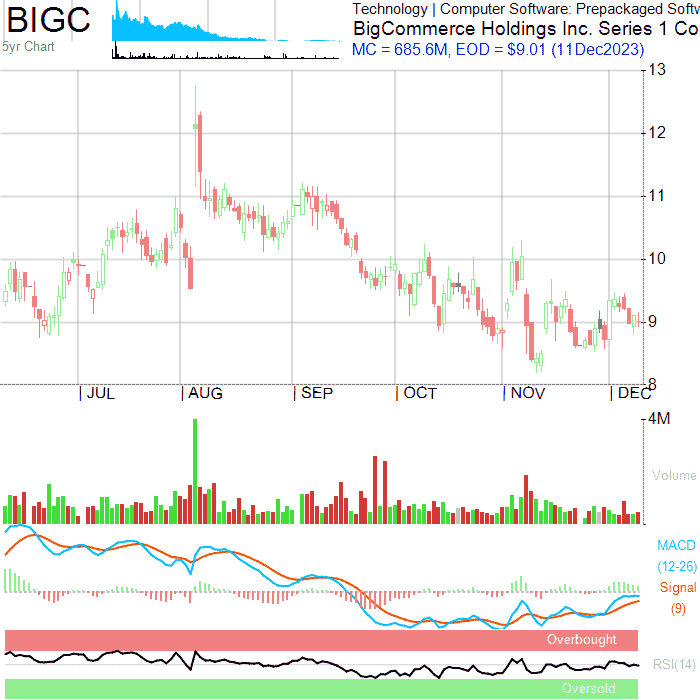 BIGC
5yr Chart
Technology | Computer Software: Prepackaged Softw
BigCommerce Holdings Inc. Series 1 Co
MC = 685.6M, EOD = $9.01 (11Dec2023)
13
12
11
10
9
8
JUL AUG SEP OCT NOV DEC
4M
Volume
MACD
(12-26)
Signal
(9)
Overbought
RSI(14)
Oversold